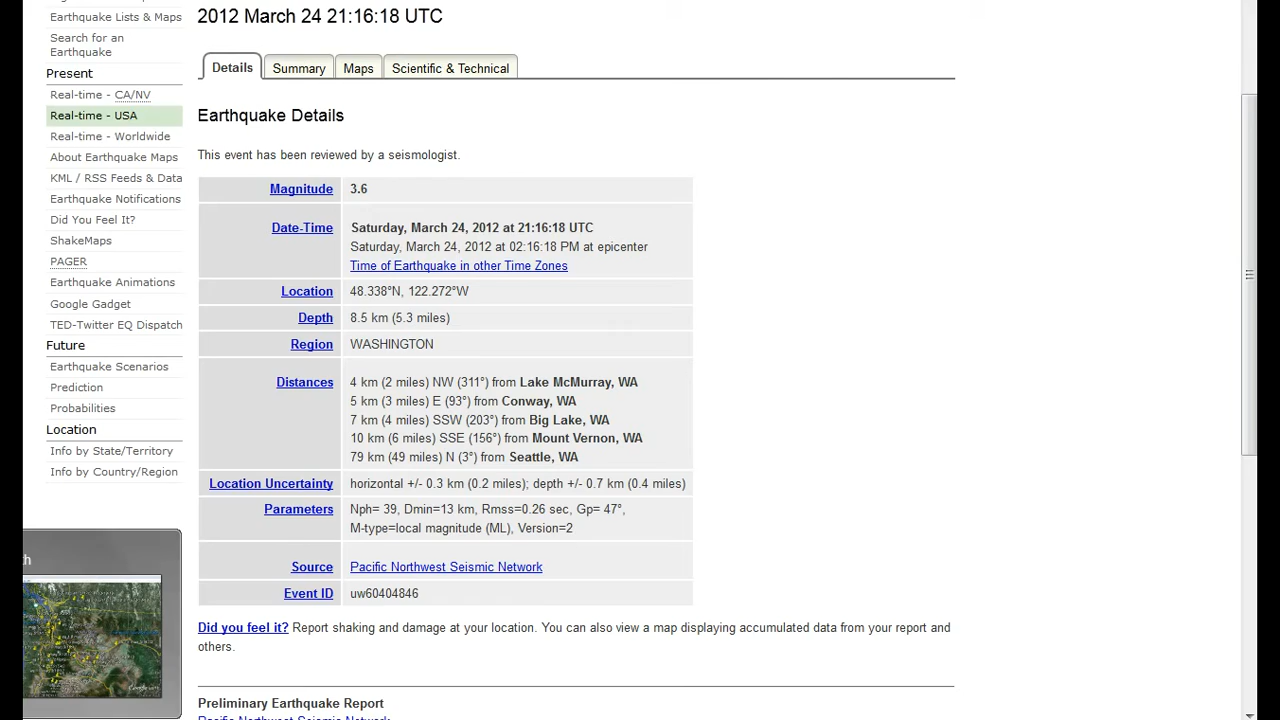 Earthquake Lists & Maps
Search for an
Earthquake
Present
Real-time - CA/NV
Real-time - USA
Real-time - Worldwide
About Earthquake Maps
KML / RSS Feeds & Data
Earthquake Notifications
Did You Feel It?
ShakeMaps
PAGER
Earthquake Animations
Google Gadget
TED-Twitter EQ Dispatch
Future
Earthquake Scenarios
Prediction
Probabilities
Location
Info by State/Territory
Info by Country/Region
2012 March 24 21:16:18 UTC
Details Summary Maps Scientific & Technical
Earthquake Details
This event has been reviewed by a seismologist.
Magnitude 3.6
Date-Time Saturday, March 24, 2012 at 21:16:18 UTC
Saturday, March 24, 2012 at 02:16:18 PM at epicenter
Time of Earthquake in other Time Zones
Location 48.338°N, 122.272°W
Depth 8.5 km (5.3 miles)
Region WASHINGTON
Distances 4 km (2 miles) NW (311°) from Lake McMurray, WA
5 km (3 miles) E (93°) from Conway, WA
7 km (4 miles) SSW (203°) from Big Lake, WA
10 km (6 miles) SSE (156°) from Mount Vernon, WA
79 km (49 miles) N (3°) from Seattle, WA
Location Uncertainty horizontal +/- 0.3 km (0.2 miles); depth +/- 0.7 km (0.4 miles)
Parameters Nph= 39, Dmin=13 km, Rmss=0.26 sec, Gp= 47°,
M-type=local magnitude (ML), Version=2
Source Pacific Northwest Seismic Network
Event ID uw60404846
Did you feel it? Report shaking and damage at your location. You can also view a map displaying accumulated data from your report and
others.
Preliminary Earthquake Report
Pacific Northwest Seismic Network